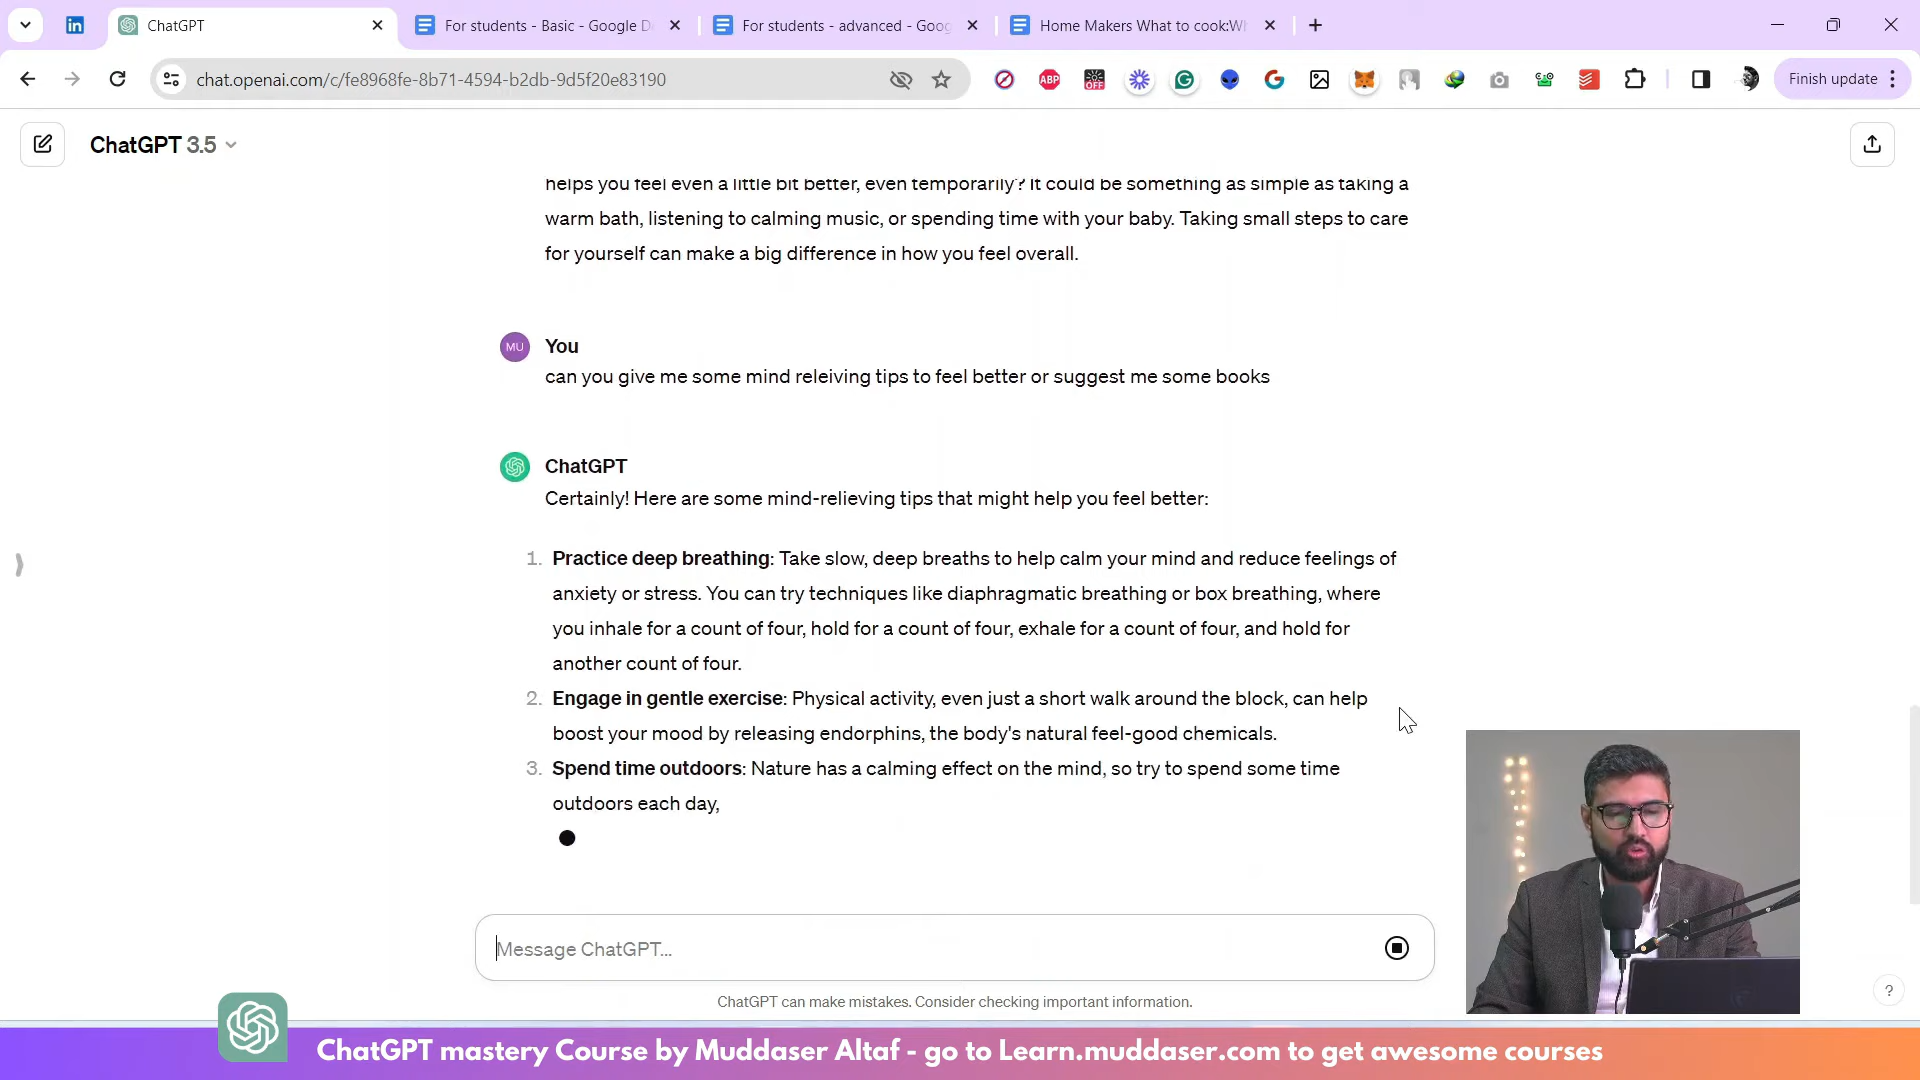 ChatGPT
For students - Basic - Google D
For students - advanced - Goog
Home Makers What to cook:Wh
chat.openai.com/c/fe8968fe-8b71-4594-b2db-9d5f20e83190
ABP
OFF
Finish update
ChatGPT 3.5
helps you feel even a little bit better, even temporarily? It could be something as simple as taking a
warm bath, listening to calming music, or spending time with your baby. Taking small steps to care
for yourself can make a big difference in how you feel overall.
MU
You
can you give me some mind releiving tips to feel better or suggest me some books
ChatGPT
Certainly! Here are some mind-relieving tips that might help you feel better:
1. Practice deep breathing: Take slow, deep breaths to help calm your mind and reduce feelings of
anxiety or stress. You can try techniques like diaphragmatic breathing or box breathing, where
you inhale for a count of four, hold for a count of four, exhale for a count of four, and hold for
another count of four.
2. Engage in gentle exercise: Physical activity, even just a short walk around the block, can help
boost your mood by releasing endorphins, the body's natural feel-good chemicals.
3. Spend time outdoors: Nature has a calming effect on the mind, so try to spend some time
outdoors each day,
Message ChatGPT...
ChatGPT can make mistakes. Consider checking important information.
?
ChatGPT mastery Course by Muddaser Altaf - go to Learn.muddaser.com to get awesome courses